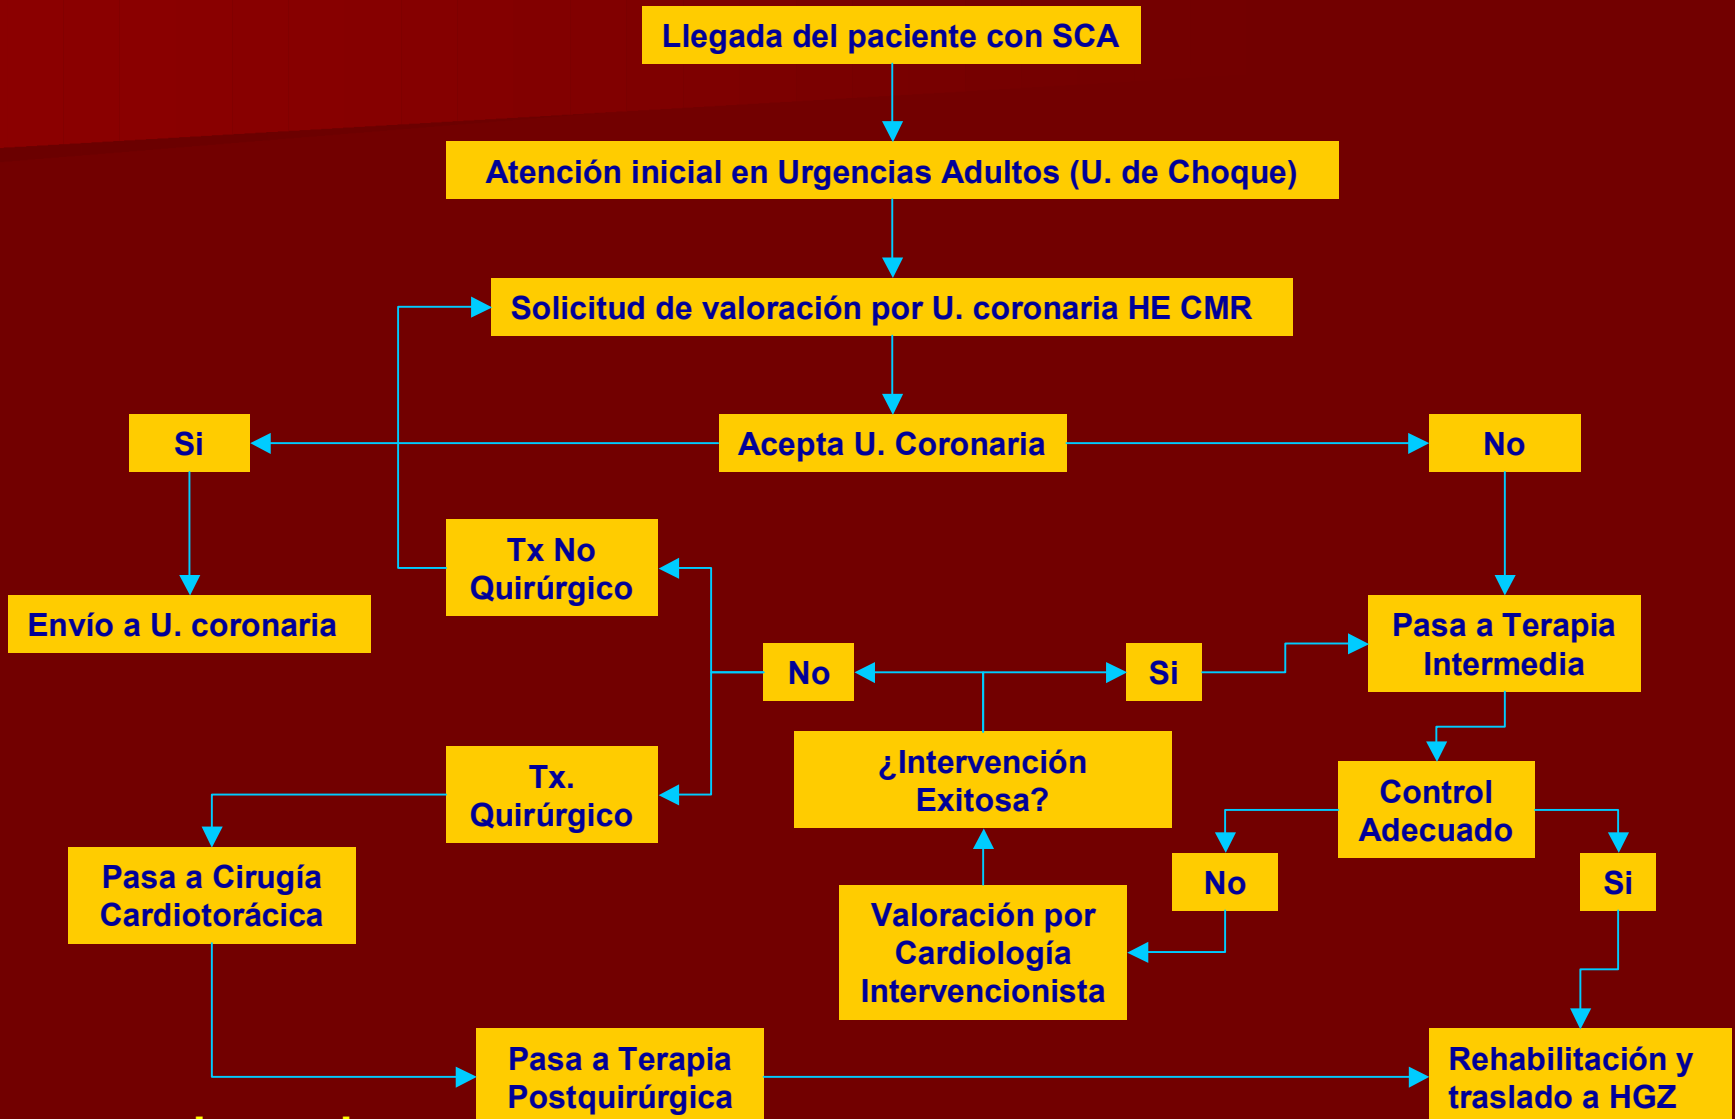 Llegada del paciente con SCA
Atención inicial en Urgencias Adultos (U. de Choque)
Solicitud de valoración por U. coronaria HE CMR
Si
Acepta U. Coronaria
No
Tx No
Quirúrgico
Envío a U. coronaria
Pasa a Terapia
Intermedia
No
Si
¿Intervención
Exitosa?
Tx.
Quirúrgico
Control
Adecuado
Pasa a Cirugía
Cardiotorácica
No
Si
Valoración por
Cardiología
Intervencionista
Pasa a Terapia
Postquirúrgica
Rehabilitación y
traslado a HGZ